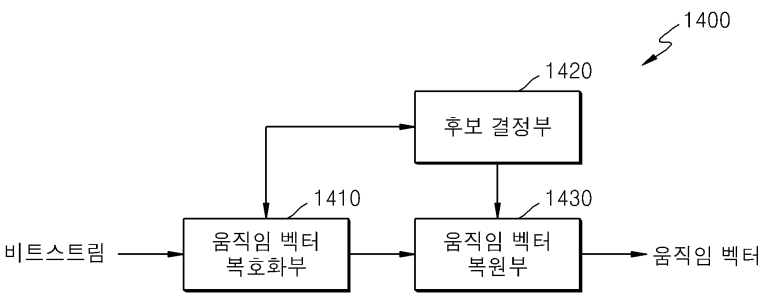 1400
1420
후보 결정부
1410
1430
비트스트림
움직임 벡터
복호화부
움직임 벡터
복원부
움직임 벡터